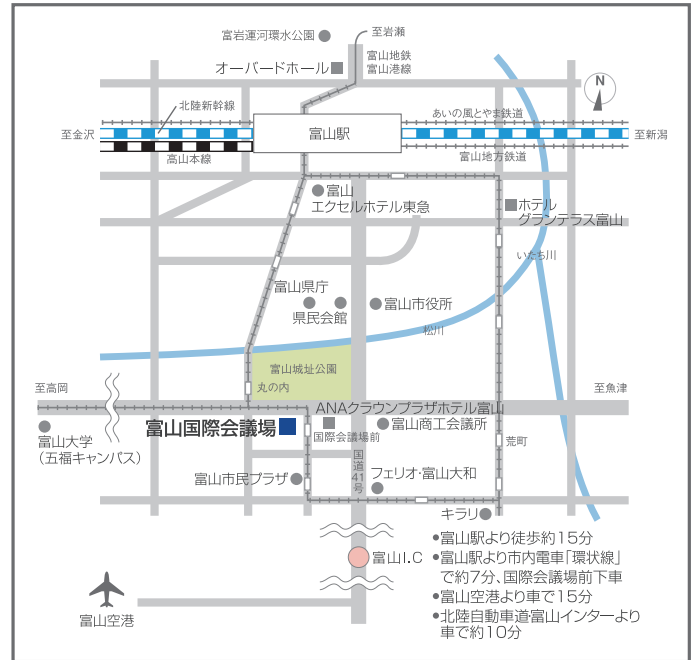 富岩運河環水公園
至岩瀬
富山地鉄
富山港線
オーバードホール
N
北陸新幹線
あいの風とやま鉄道
至金沢
富山駅
至新潟
高山本線
富山地方鉄道
富山
エクセルホテル東急
ホテル
グランテラス富山
いたち川
富山県庁
県民会館
富山市役所
松川
富山城址公園
丸の内
至高岡
至魚津
ANAクラウンプラザホテル富山
富山国際会議場
国際会議場前
富山商工会議所
荒町
富山大学
(五福キャンパス)
国道41号
富山市民プラザ
フェリオ・富山大和
キラリ
富山I.C
富山空港
•富山駅より徒歩約15分
•富山駅より市内電車「環状線」
で約7分、国際会議場前下車
•富山空港より車で15分
•北陸自動車道富山インターより
車で約10分